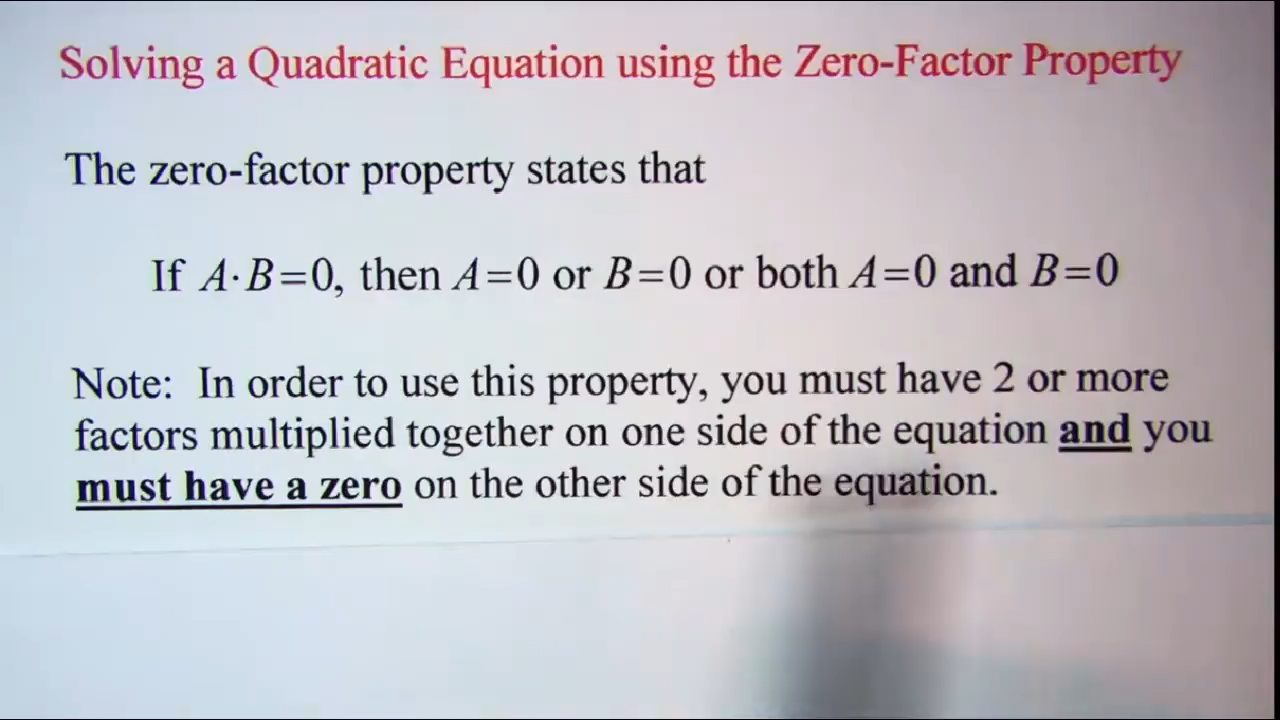 Solving a Quadratic Equation using the Zero-Factor Property
The zero-factor property states that
If A·B=0, then A=0 or B=0 or both A=0 and B=0
Note: In order to use this property, you must have 2 or more
factors multiplied together on one side of the equation and you
must have a zero on the other side of the equation.